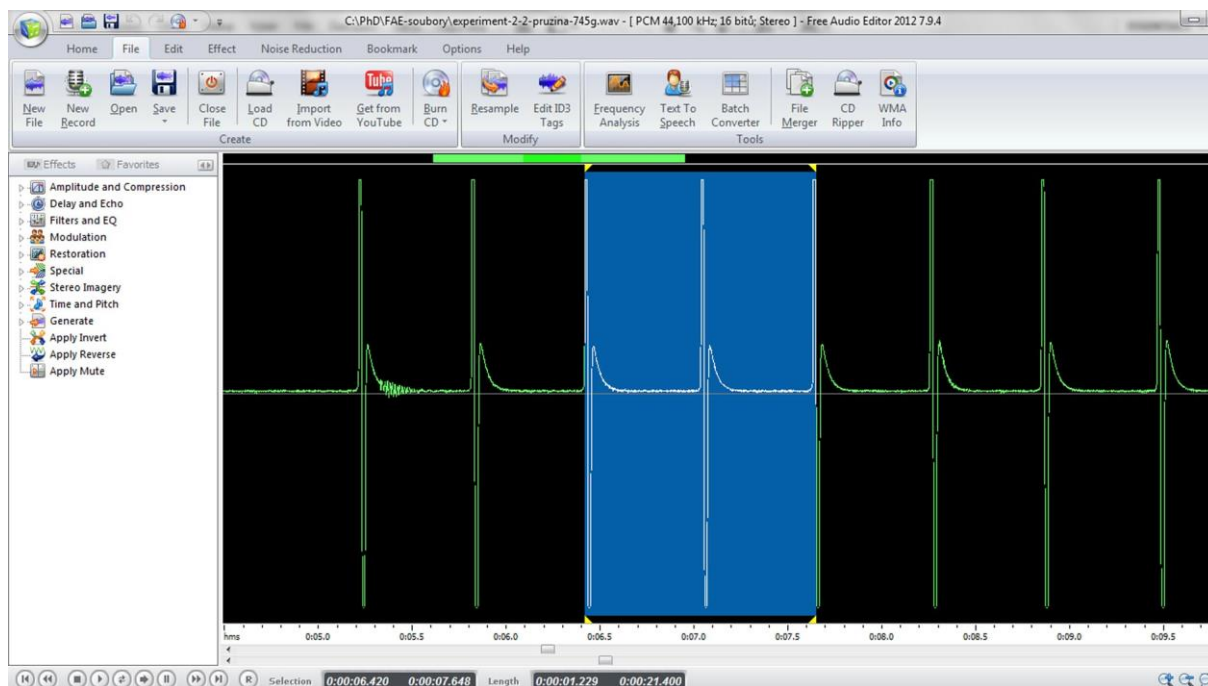 C:\PhD\FAE-soubory\experiment-2-2-pruzina-745g.wav - [ PCM 44,100 kHz; 16 bitů; Stereo ] - Free Audio Editor 2012 7.9.4
Home File Edit Effect Noise Reduction Bookmark Options Help
New File
New Record
Open
Save
Close File
Load CD
Import from Video
You Tube
Get from YouTube
Burn CD
Create
Resample
Edit ID3 Tags
Modify
Frequency Analysis
Text To Speech
Batch Converter
File Merger
CD Ripper
WMA Info
Tools
Effects Favorites
Amplitude and Compression
Delay and Echo
Filters and EQ
Modulation
Restoration
Special
Stereo Imagery
Time and Pitch
Generate
Apply Invert
Apply Reverse
Apply Mute
hms 0:05.0 0:05.5 0:06.0 0:06.5 0:07.0 0:07.5 0:08.0 0:08.5 0:09.0 0:09.5
R Selection 0:00:06.420 0:00:07.648 Length 0:00:01.229 0:00:21.400